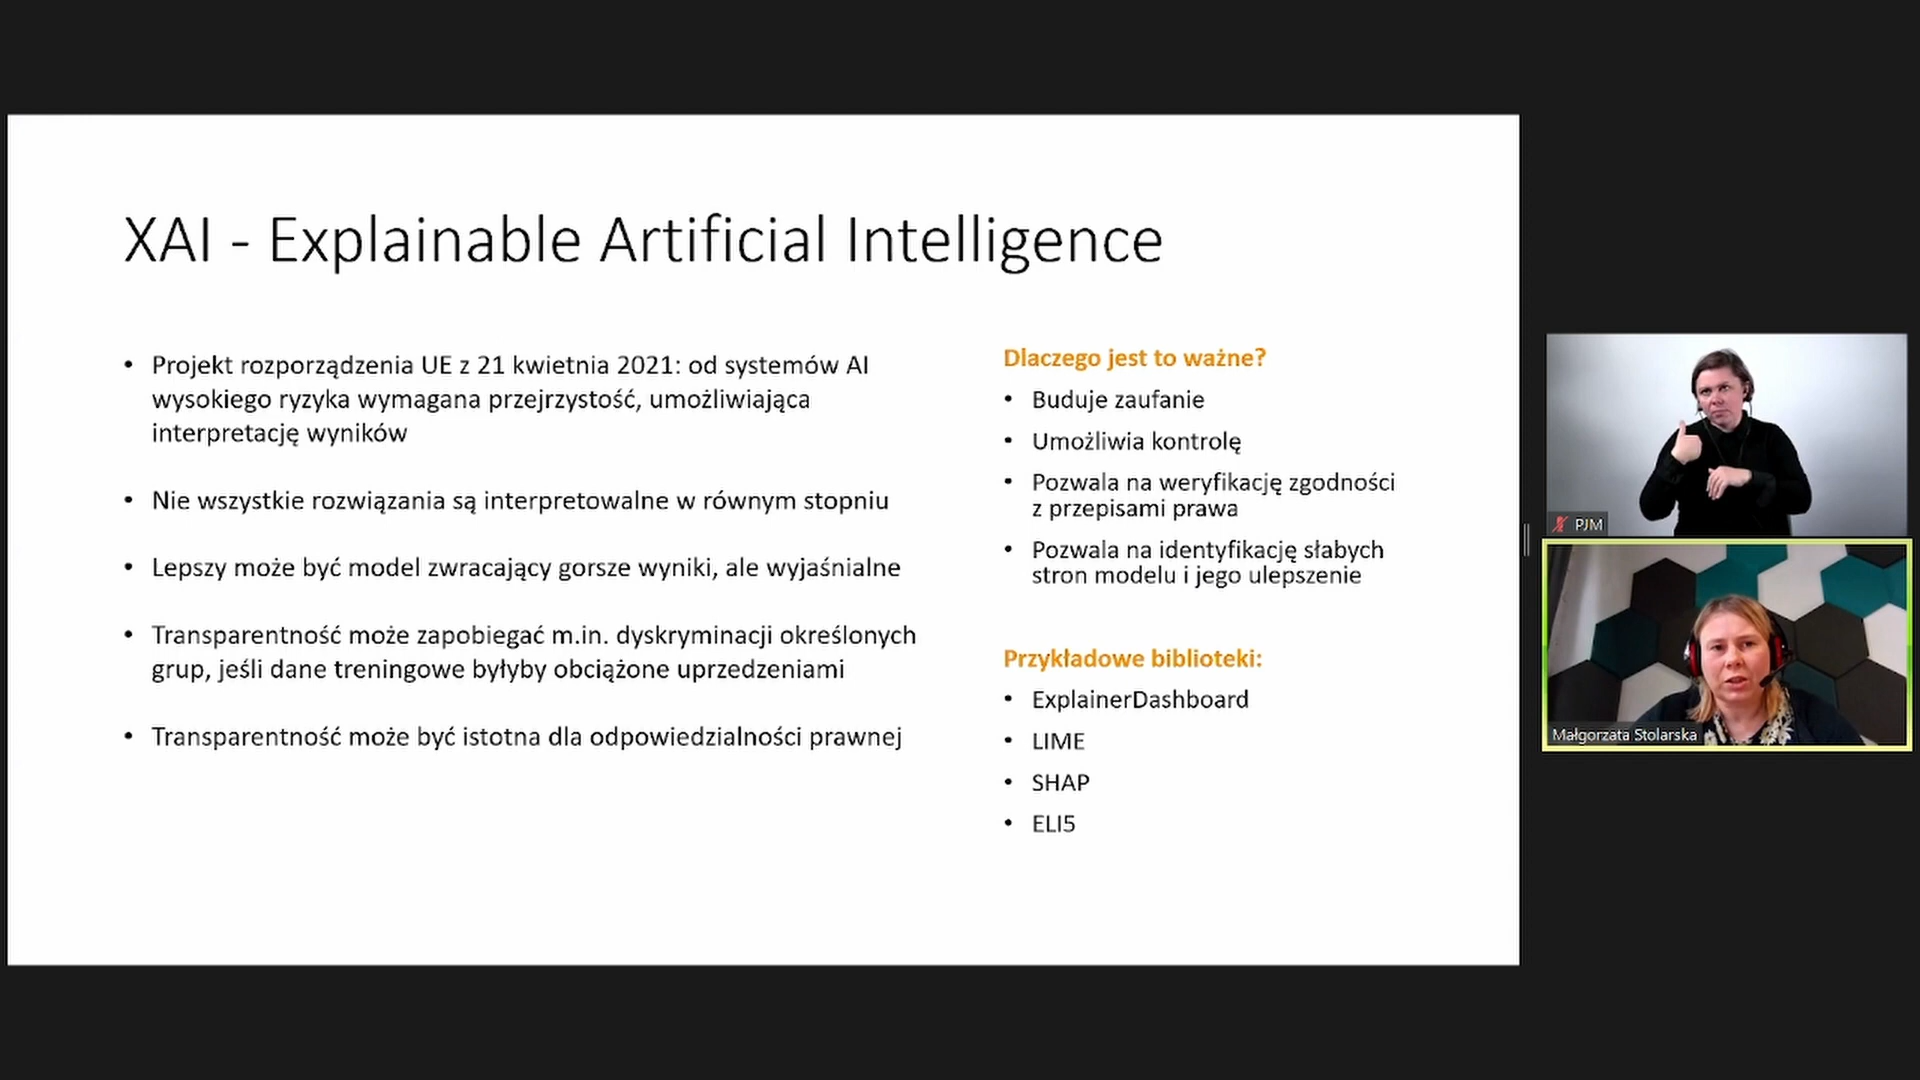 XAI - Explainable Artificial Intelligence
• Projekt rozporządzenia UE z 21 kwietnia 2021: od systemów AI
wysokiego ryzyka wymagana przejrzystość, umożliwiająca
interpretację wyników
• Nie wszystkie rozwiązania są interpretowalne w równym stopniu
• Lepszy może być model zwracający gorsze wyniki, ale wyjaśnialne
• Transparentność może zapobiegać m.in. dyskryminacji określonych
grup, jeśli dane treningowe byłyby obciążone uprzedzeniami
• Transparentność może być istotna dla odpowiedzialności prawnej
Dlaczego jest to ważne?
• Buduje zaufanie
• Umożliwia kontrolę
• Pozwala na weryfikację zgodności
z przepisami prawa
• Pozwala na identyfikację słabych
stron modelu i jego ulepszenie
Przykładowe biblioteki:
• ExplainerDashboard
• LIME
• SHAP
• ELI5
PJM
Małgorzata Stolarska